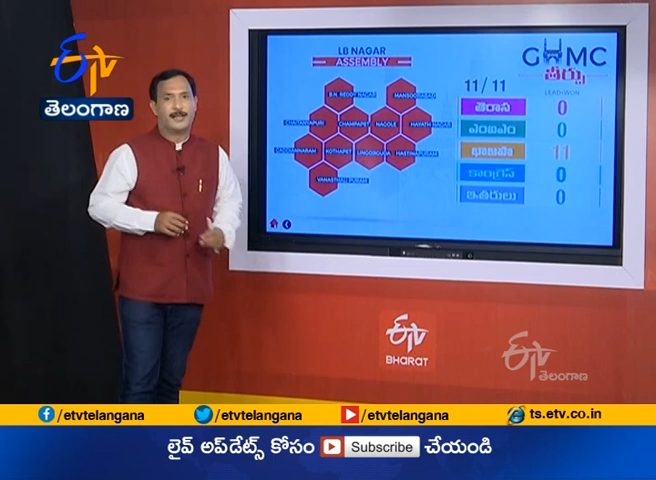 ETV
తెలంగాణ
LB NAGAR
ASSEMBLY
B.N. REDDY NAGAR
MANSOORABAD
CHAITANYAPURI
CHAMPAPET
NAGOLE
HAYATH NAGAR
GADDIANNARAM
KOTHAPET
LINGOJIGUDA
HASTINAPURAM
VANASTHALI PURAM
GHMC
తీర్పు
11/11
LEAD+WON
తెరాస 0
ఎంఐఎం 0
భాజపా 11
కాంగ్రెస్ 0
ఇతరులు 0
ETV
BHARAT
ETV
తెలంగాణ
/etvtelangana
/etvtelangana
/etvtelangana
ts.etv.co.in
లైవ్ అప్‌డేట్స్ కోసం Subscribe చేయండి